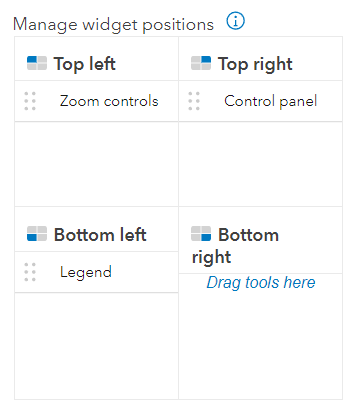 Manage widget positions
Top left
Zoom controls
Top right
Control panel
Bottom left
Legend
Bottom
right
Drag tools here